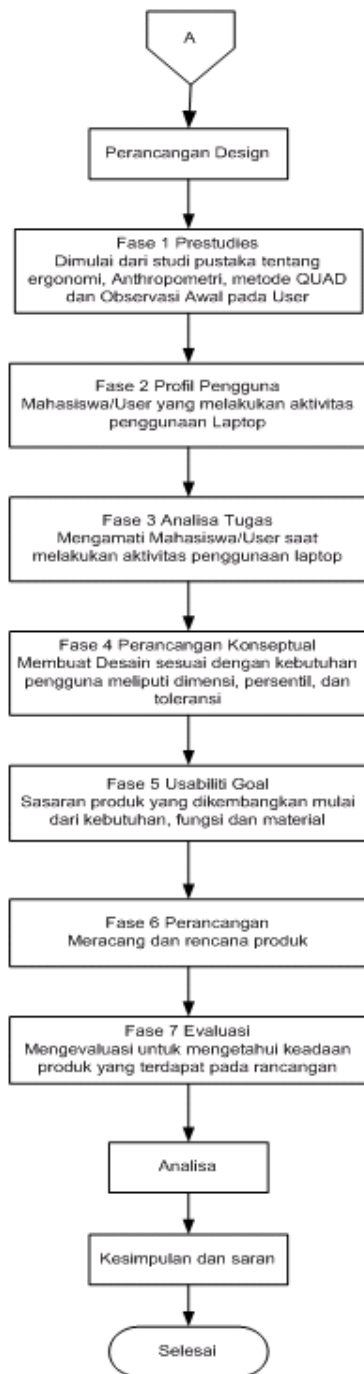 A
Perancangan Design
Fase 1 Prestudies
Dimulai dari studi pustaka tentang
ergonomi, Anthropometri, metode QUAD
dan Observasi Awal pada User
Fase 2 Profil Pengguna
Mahasiswa/User yang melakukan aktivitas
penggunaan Laptop
Fase 3 Analisa Tugas
Mengamati Mahasiswa/User saat
melakukan aktivitas penggunaan laptop
Fase 4 Perancangan Konseptual
Membuat Desain sesuai dengan kebutuhan
pengguna meliputi dimensi, persentil, dan
toleransi
Fase 5 Usabiliti Goal
Sasaran produk yang dikembangkan mulai
dari kebutuhan, fungsi dan material
Fase 6 Perancangan
Meracang dan rencana produk
Fase 7 Evaluasi
Mengevaluasi untuk mengetahui keadaan
produk yang terdapat pada rancangan
Analisa
Kesimpulan dan saran
Selesai